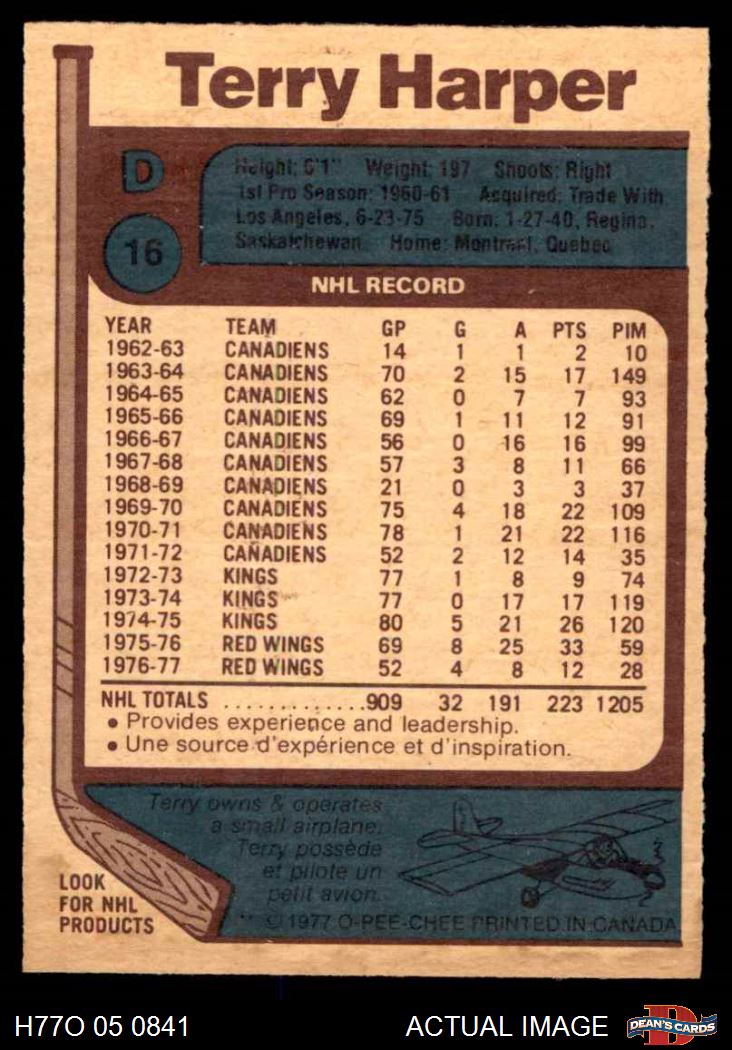 Terry Harper
D
16
Height: 6'1" Weight: 197 Shoots: Right
1st Pro Season: 1960-61 Acquired: Trade With
Los Angeles, 6-23-75 Born: 1-27-40, Regina,
Saskatchewan Home: Montreal, Quebec
NHL RECORD
YEAR TEAM GP G A PTS PIM
1962-63 CANADIENS 14 1 1 2 10
1963-64 CANADIENS 70 2 15 17 149
1964-65 CANADIENS 62 0 7 7 93
1965-66 CANADIENS 69 1 11 12 91
1966-67 CANADIENS 56 0 16 16 99
1967-68 CANADIENS 57 3 8 11 66
1968-69 CANADIENS 21 0 3 3 37
1969-70 CANADIENS 75 4 18 22 109
1970-71 CANADIENS 78 1 21 22 116
1971-72 CANADIENS 52 2 12 14 35
1972-73 KINGS 77 1 8 9 74
1973-74 KINGS 77 0 17 17 119
1974-75 KINGS 80 5 21 26 120
1975-76 RED WINGS 69 8 25 33 59
1976-77 RED WINGS 52 4 8 12 28
NHL TOTALS .............909 32 191 223 1205
• Provides experience and leadership.
• Une source d'expérience et d'inspiration.
Terry owns & operates
a small airplane.
Terry possède
et pilote un
petit avion.
LOOK
FOR NHL
PRODUCTS
** © 1977 O-PEE-CHEE PRINTED IN CANADA
H77O 05 0841 ACTUAL IMAGE
D
DEAN'S CARDS